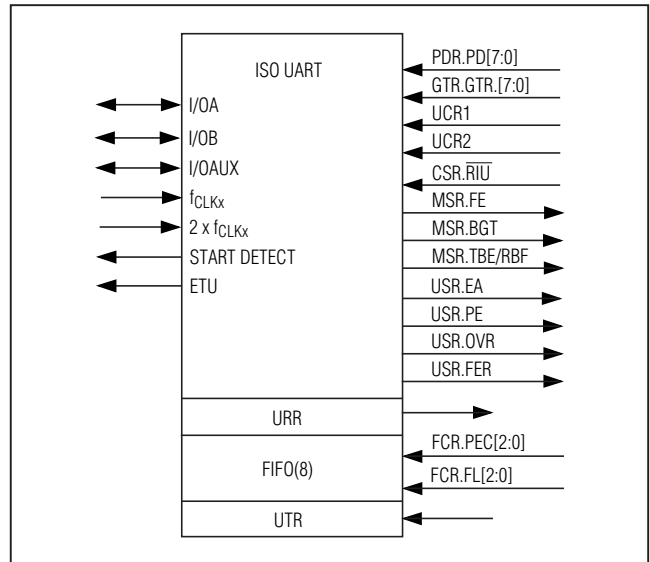 ISO UART
I/OA
I/OB
I/OAUX
fCLKx
2 x fCLKx
START DETECT
ETU
PDR.PD[7:0]
GTR.GTR.[7:0]
UCR1
UCR2
CSR.R̅I̅U̅
MSR.FE
MSR.BGT
MSR.TBE/RBF
USR.EA
USR.PE
USR.OVR
USR.FER
URR
FIFO(8)
FCR.PEC[2:0]
FCR.FL[2:0]
UTR